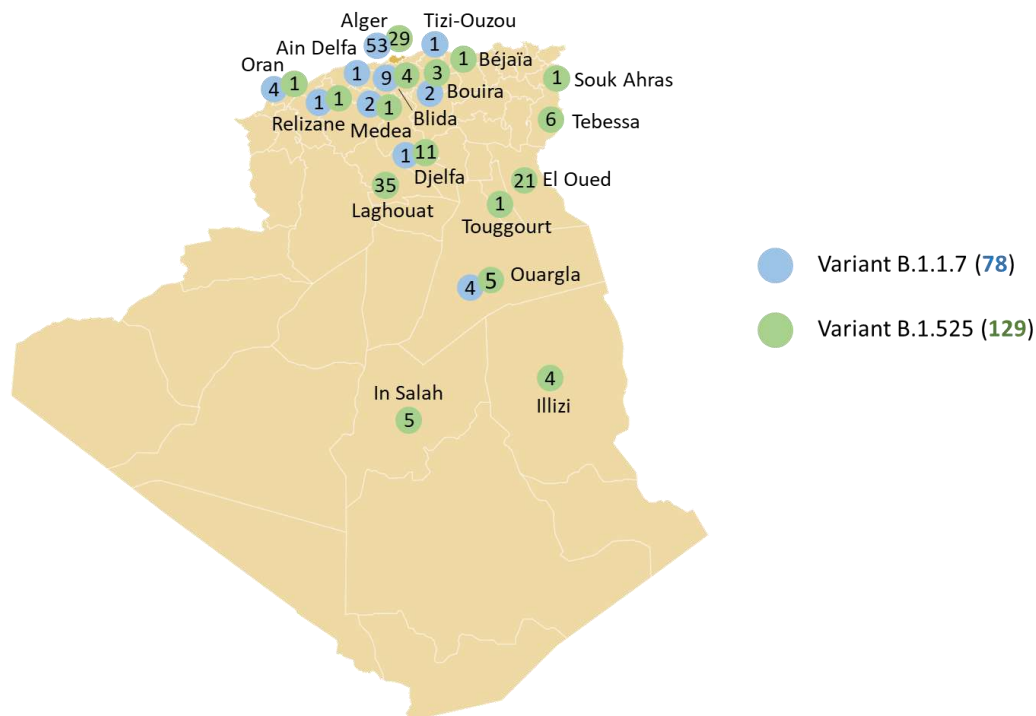 Alger
Tizi-Ouzou
53
29
1
Ain Delfa
1
9
4
3
1
Béjaïa
Oran
4
1
1
Souk Ahras
2
Bouira
1
1
2
1
Blida
Relizane
Medea
6
Tebessa
1
11
Djelfa
35
Laghouat
21
El Oued
1
Touggourt
4
5
Ouargla
Variant B.1.1.7 (78)
Variant B.1.525 (129)
4
Illizi
In Salah
5